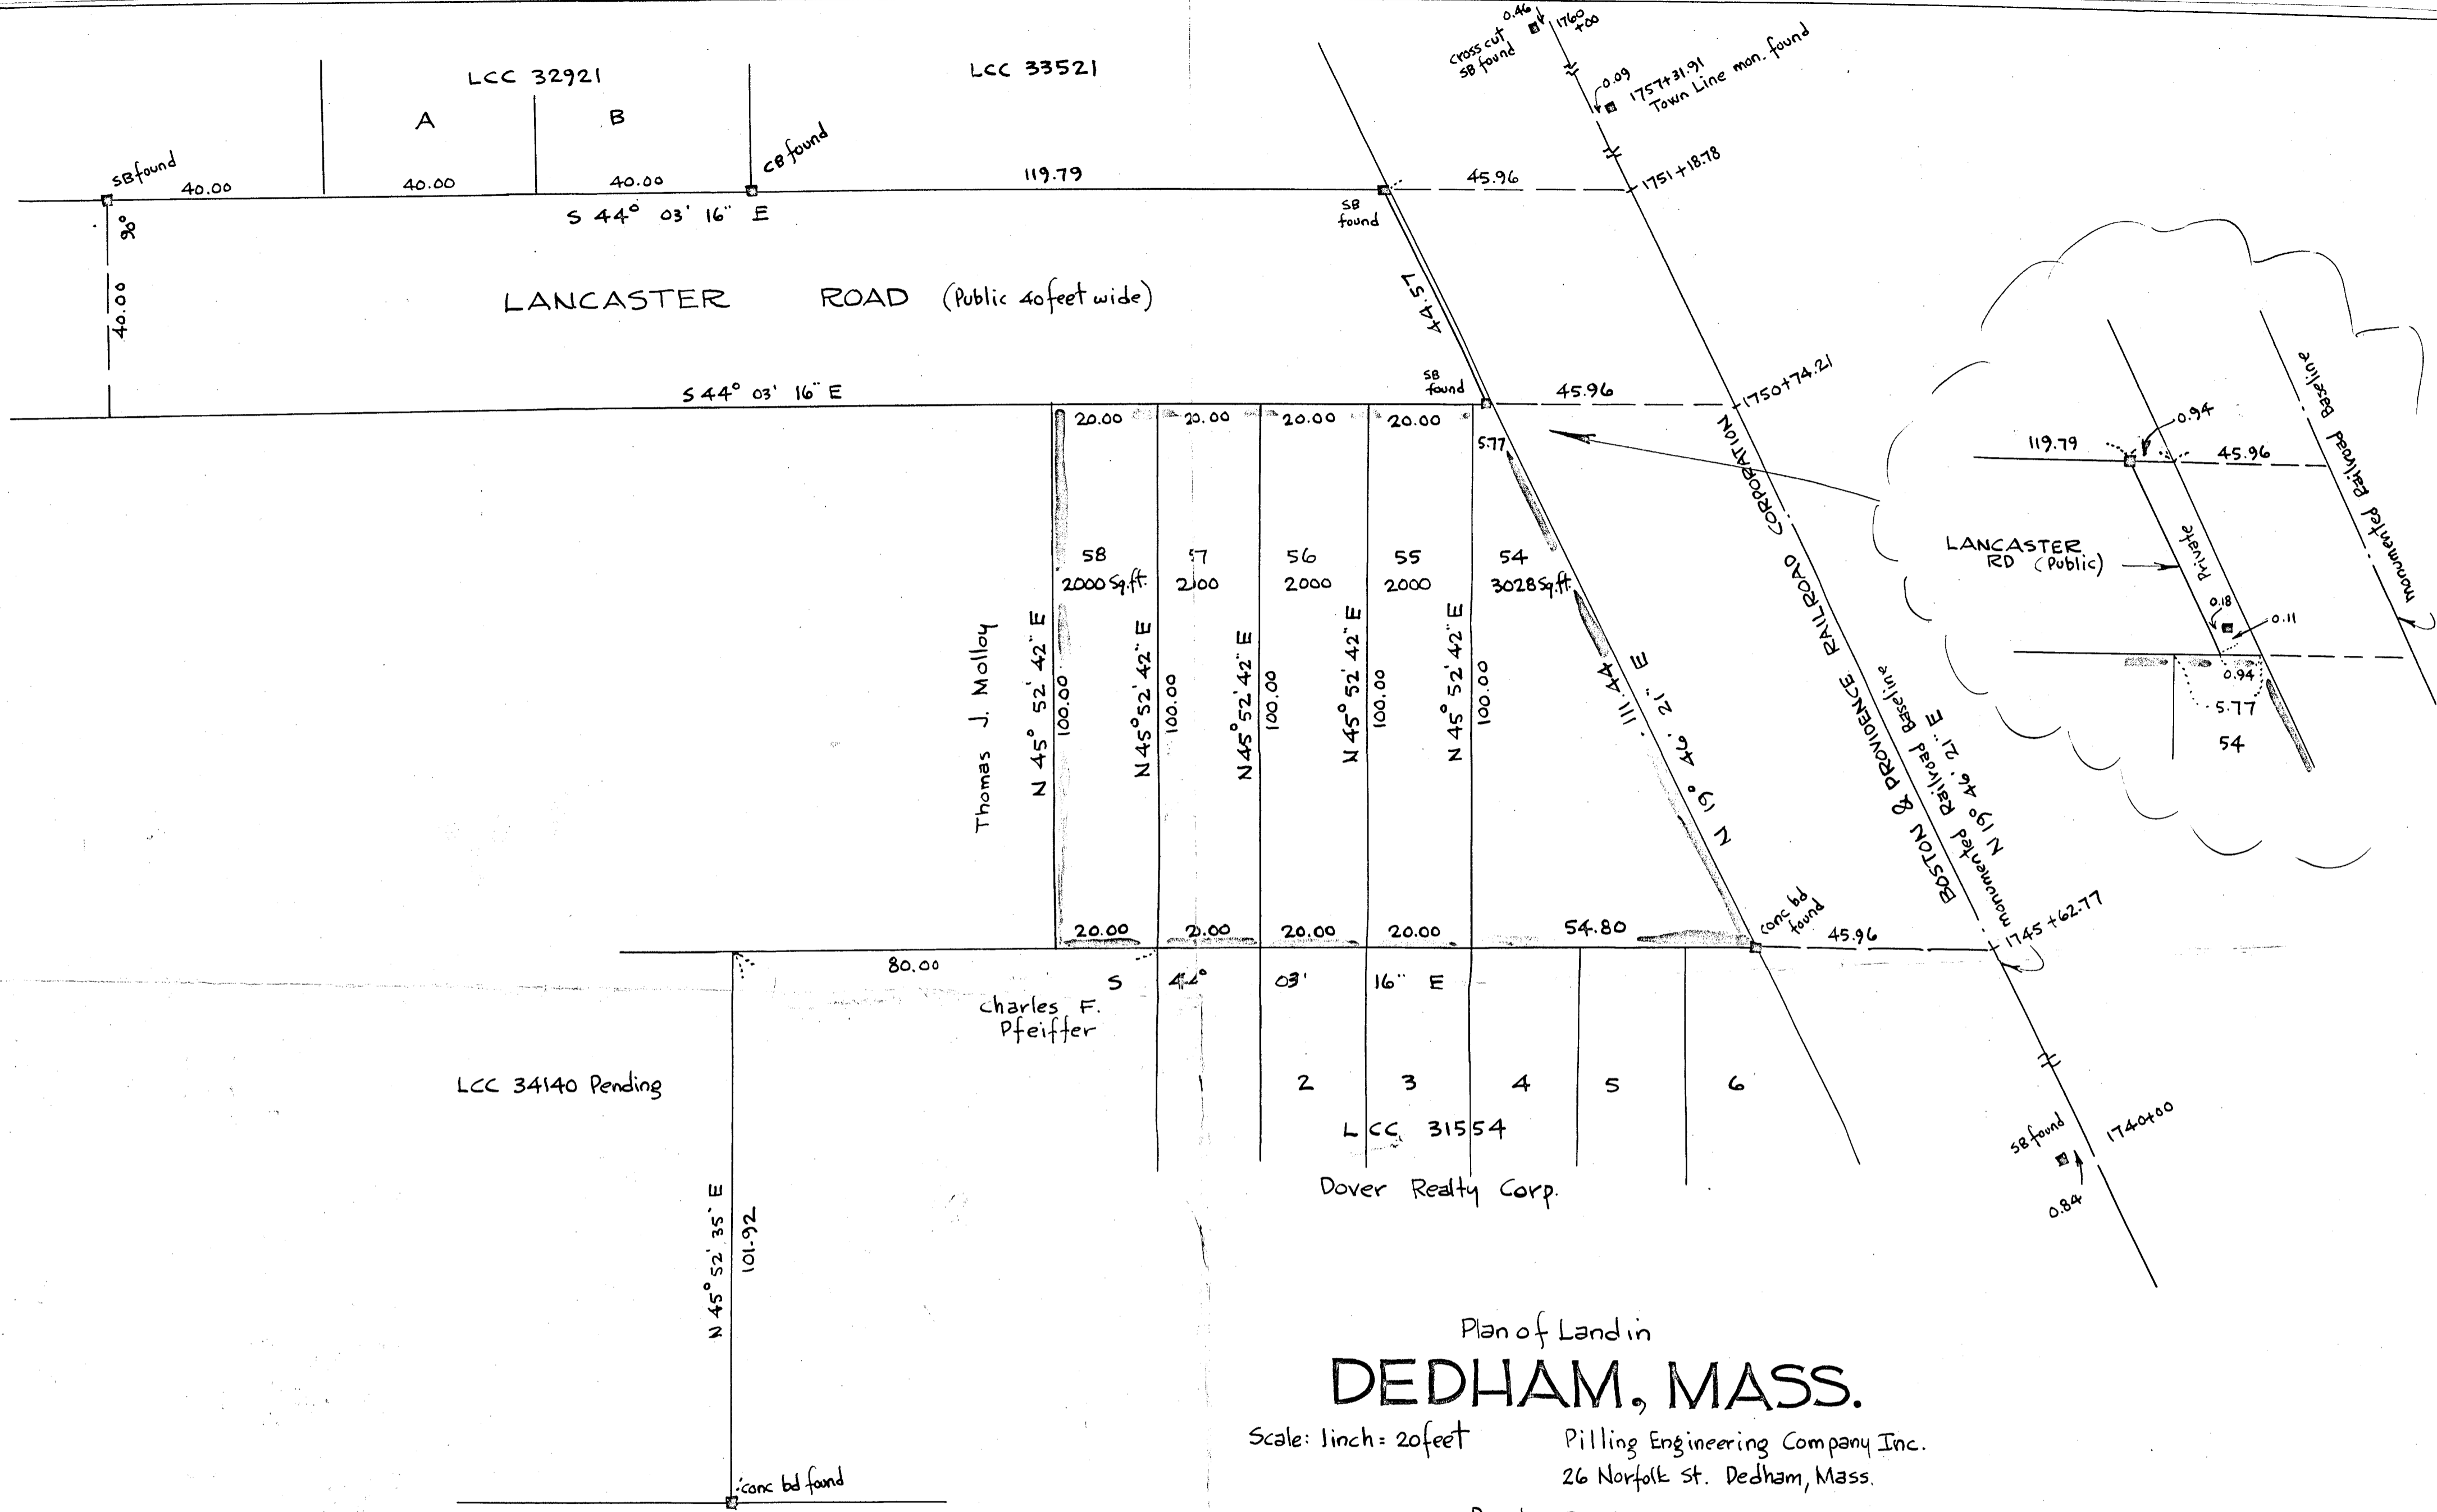 LCC 32921
LCC 33521
A
B
SB found
40.00
40.00
40.00
CB found
119.79
45.96
S 44° 03' 16" E
SB
found
cross cut
SB found
0.46
1760
+00
0.09
1757+31.91
Town Line mon. found
1751+18.78
90°
40.00
LANCASTER ROAD (Public 40 feet wide)
44.57
S 44° 03' 16" E
SB
found
45.96
1750+74.21
20.00
20.00
20.00
20.00
5.77
58
57
56
55
54
2000 Sq.ft.
2000
2000
3028 Sq.ft.
Thomas J. Molloy
N 45° 52' 42" E
100.00
N 45° 52' 42" E
100.00
N 45° 52' 42" E
100.00
N 45° 52' 42" E
100.00
N 45° 52' 42" E
100.00
111.44
N 19° 46' 21" E
BOSTON & PROVIDENCE RAILROAD CORPORATION
monumented Railroad Baseline
N 19° 46' 21" E
monumented Railroad Baseline
0.94
119.79
45.96
LANCASTER
RD (Public)
Private
0.18
0.11
0.94
5.77
54
20.00
20.00
20.00
54.80
conc bd
found
45.96
1745+62.77
80.00
S 44° 03' 16" E
Charles F.
Pfeiffer
LCC 34140 Pending
2
3
4
5
6
LCC 31554
Dover Realty Corp.
SB found
1740+00
0.84
N 45° 52' 35" E
101.92
conc bd found
Plan of Land in
DEDHAM, MASS.
Scale: 1inch = 20feet
Pilling Engineering Company Inc.
26 Norfolk St. Dedham, Mass.